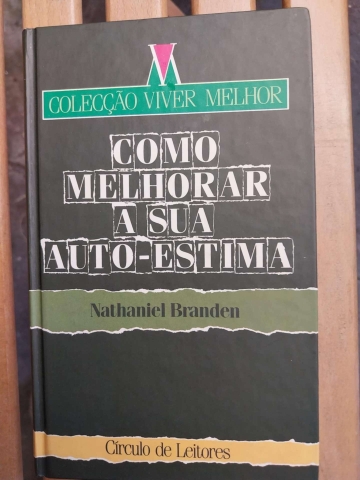 COLECÇÃO VIVER MELHOR
COMO
MELHORAR
A SUA
AUTO-ESTIMA
Nathaniel Branden
Círculo de Leitores